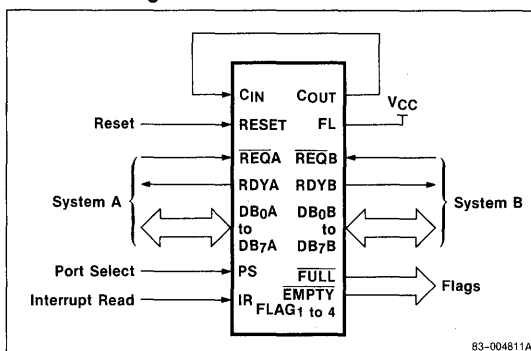 CIN COUT
VCC
Reset RESET FL
REQA REQB
System A RDYA RDYB System B
DB0A DB0B
to to
DB7A DB7B
Port Select PS FULL
EMPTY Flags
Interrupt Read IR
FLAG1 to 4
83-004811A